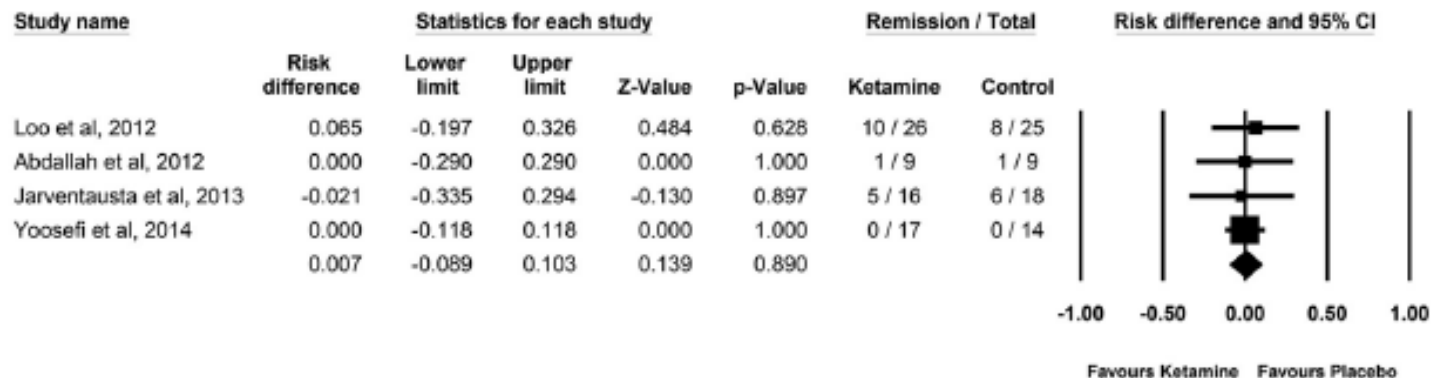 Study name Statistics for each study Remission / Total Risk difference and 95% CI
Risk difference Lower limit Upper limit Z-Value p-Value Ketamine Control
Loo et al, 2012 0.065 -0.197 0.326 0.484 0.628 10 / 26 8 / 25
Abdallah et al, 2012 0.000 -0.290 0.290 0.000 1.000 1 / 9 1 / 9
Jarventausta et al, 2013 -0.021 -0.335 0.294 -0.130 0.897 5 / 16 6 / 18
Yoosefi et al, 2014 0.000 -0.118 0.118 0.000 1.000 0 / 17 0 / 14
0.007 -0.089 0.103 0.139 0.890
-1.00 -0.50 0.00 0.50 1.00
Favours Ketamine Favours Placebo